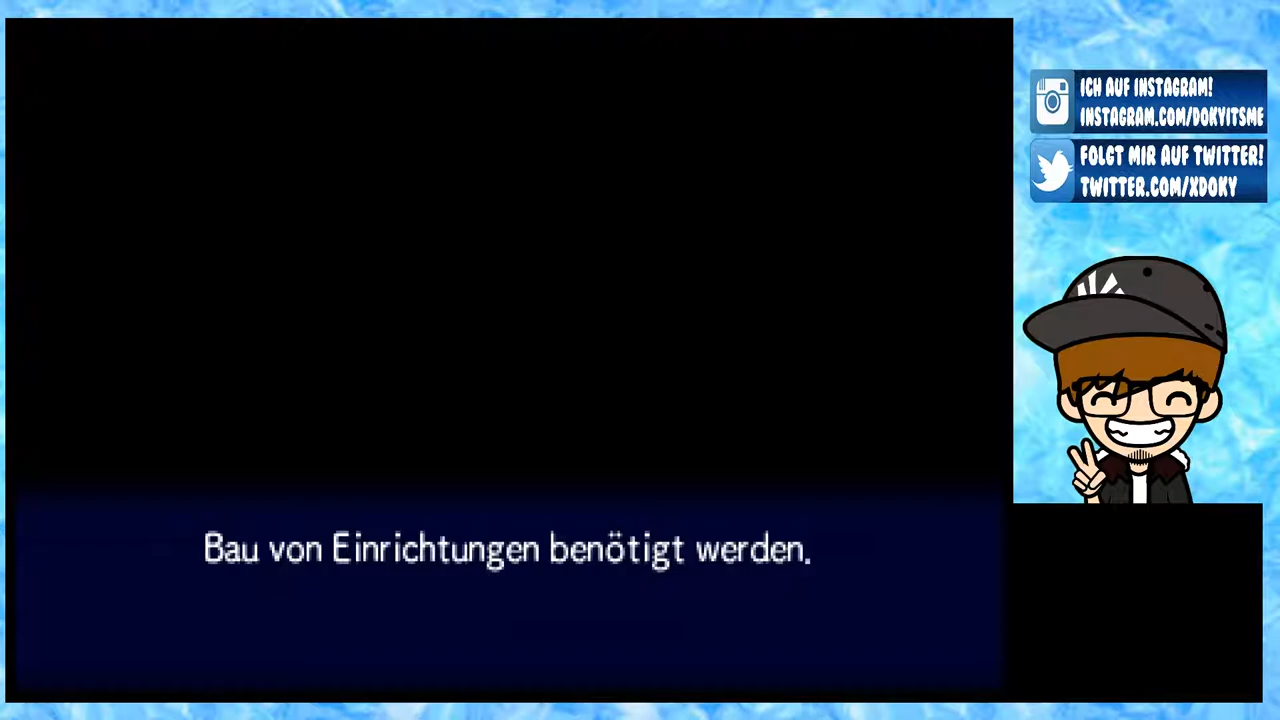 ICH AUF INSTAGRAM!
INSTAGRAM.COM/DOKYITSME
FOLGT MIR AUF TWITTER!
TWITTER.COM/XDOKY
Bau von Einrichtungen benötigt werden.